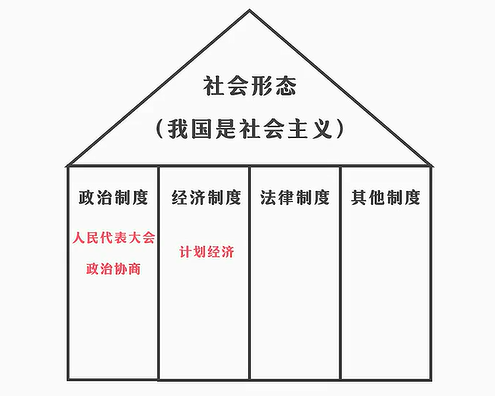 社会形态
（我国是社会主义）
政治制度
经济制度
法律制度
其他制度
人民代表大会
计划经济
政治协商